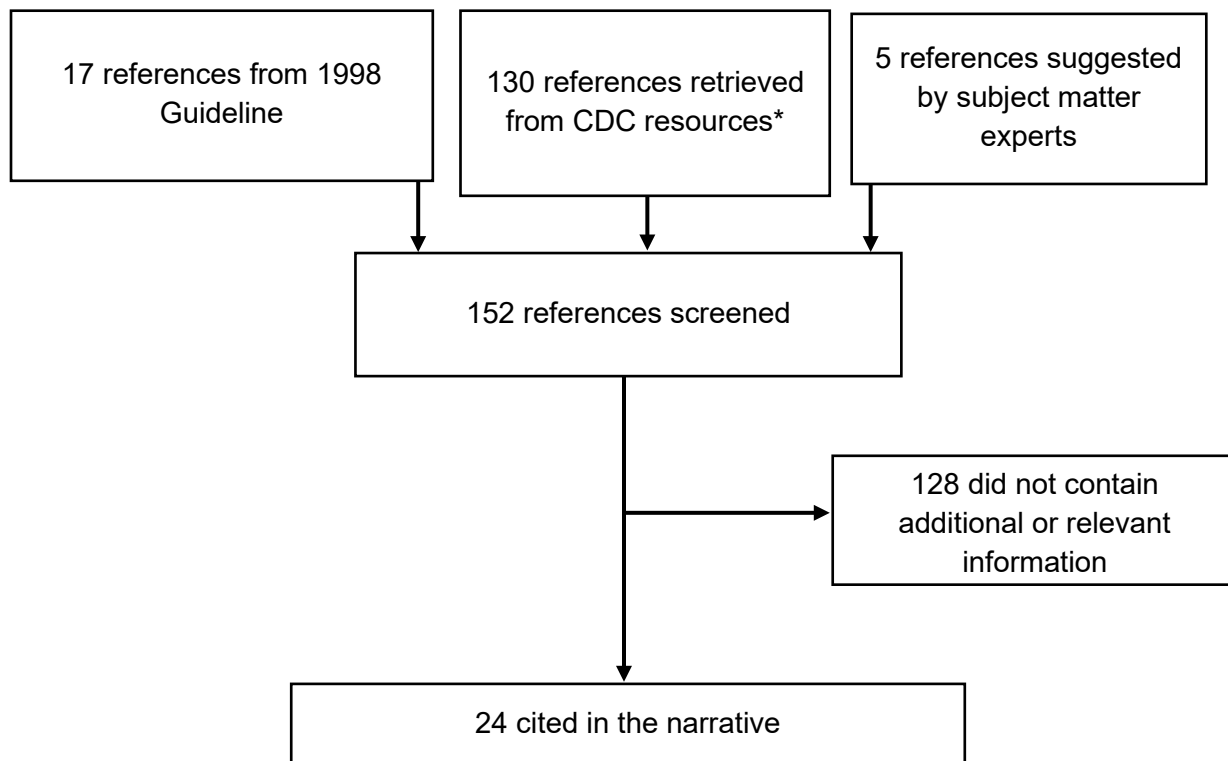 17 references from 1998
Guideline
130 references retrieved
from CDC resources*
5 references suggested
by subject matter
experts
152 references screened
128 did not contain
additional or relevant
information
24 cited in the narrative